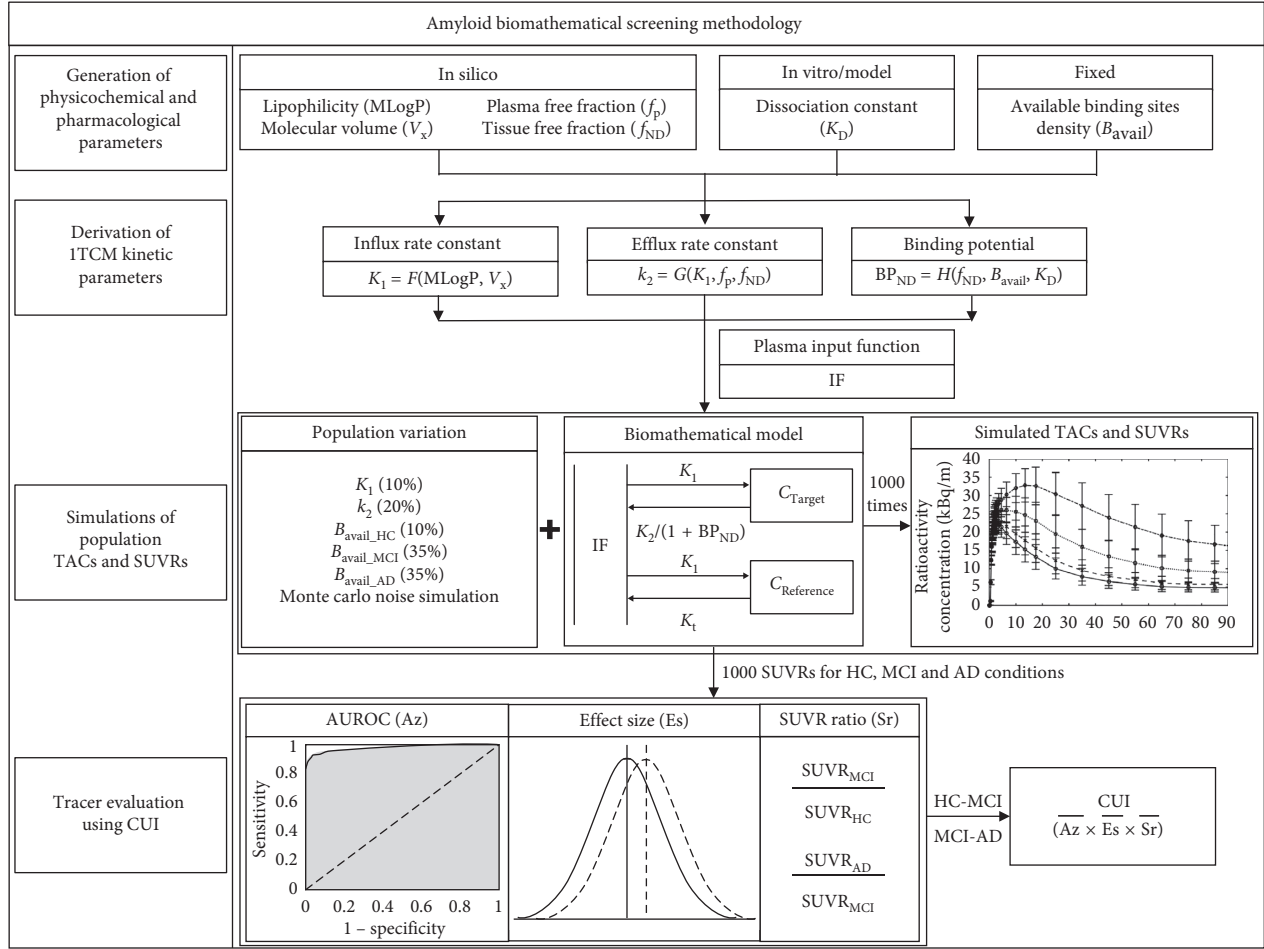 Amyloid biomathematical screening methodology
Generation of
physicochemical and
pharmacological
parameters
In silico
Lipophilicity (MLogP)
Molecular volume (Vx)
Plasma free fraction (fp)
Tissue free fraction (fND)
In vitro/model
Dissociation constant
(KD)
Fixed
Available binding sites
density (Bavail)
Derivation of
1TCM kinetic
parameters
Influx rate constant
K1 = F(MLogP, Vx)
Efflux rate constant
k2 = G(K1, fp, fND)
Binding potential
BPND = H(fND, Bavail, KD)
Plasma input function
IF
Simulations of
population
TACs and SUVRs
Population variation
K1 (10%)
k2 (20%)
Bavail_HC (10%)
Bavail_MCI (35%)
Bavail_AD (35%)
Monte carlo noise simulation
+
Biomathematical model
IF
K1
CTarget
K2/(1 + BPND)
K1
CReference
Kt
1000
times
Simulated TACs and SUVRs
Ratioactivity
concentration (kBq/m)
40
35
30
25
20
15
10
5
0
0 10 20 30 40 50 60 70 80 90
1000 SUVRs for HC, MCI and AD conditions
Tracer evaluation
using CUI
AUROC (Az)
Sensitivity
1
0.8
0.6
0.4
0.2
0
0 0.2 0.4 0.6 0.8 1
1 – specificity
Effect size (Es)
SUVR ratio (Sr)
SUVRMCI
SUVRHC
SUVRAD
SUVRMCI
HC-MCI
MCI-AD
CUI
(Az × Es × Sr)